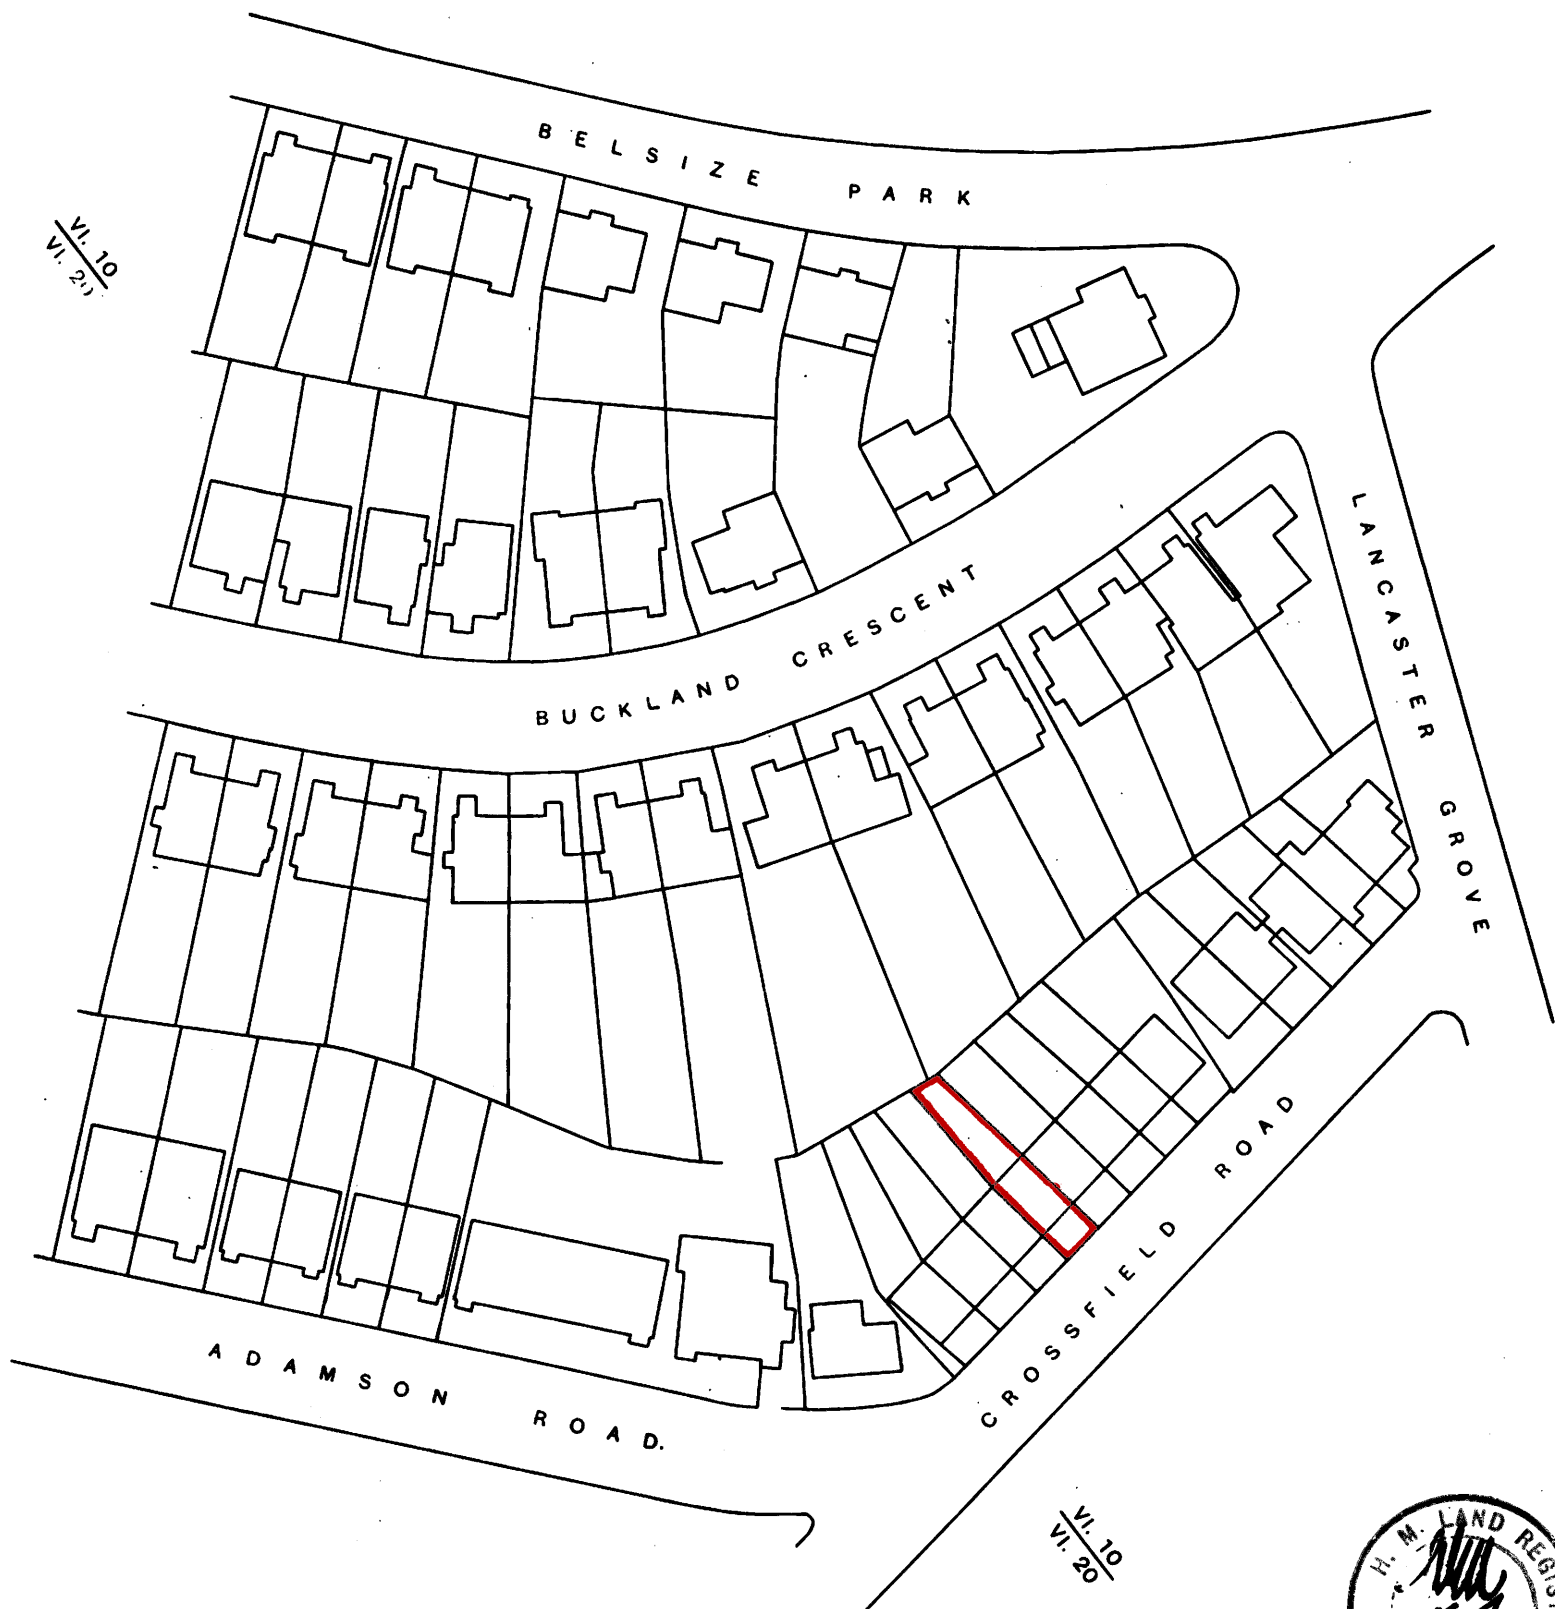 BELSIZE PARK
VI. 10
VI. 20
LANCASTER GROVE
BUCKLAND CRESCENT
CROSSFIELD ROAD
ADAMSON ROAD.
VI. 10
VI. 20
H. M. LAND REGIS